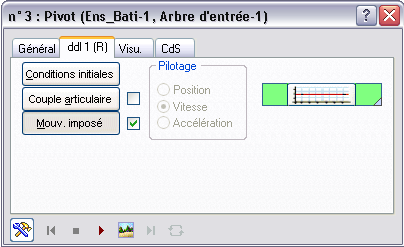 n°3 : Pivot (Ens_Bati-1, Arbre d'entrée-1)
Général ddl 1 (R) Visu. CdS
Conditions initiales
Couple articulaire
Mouv. imposé
Pilotage
Position
Vitesse
Accélération